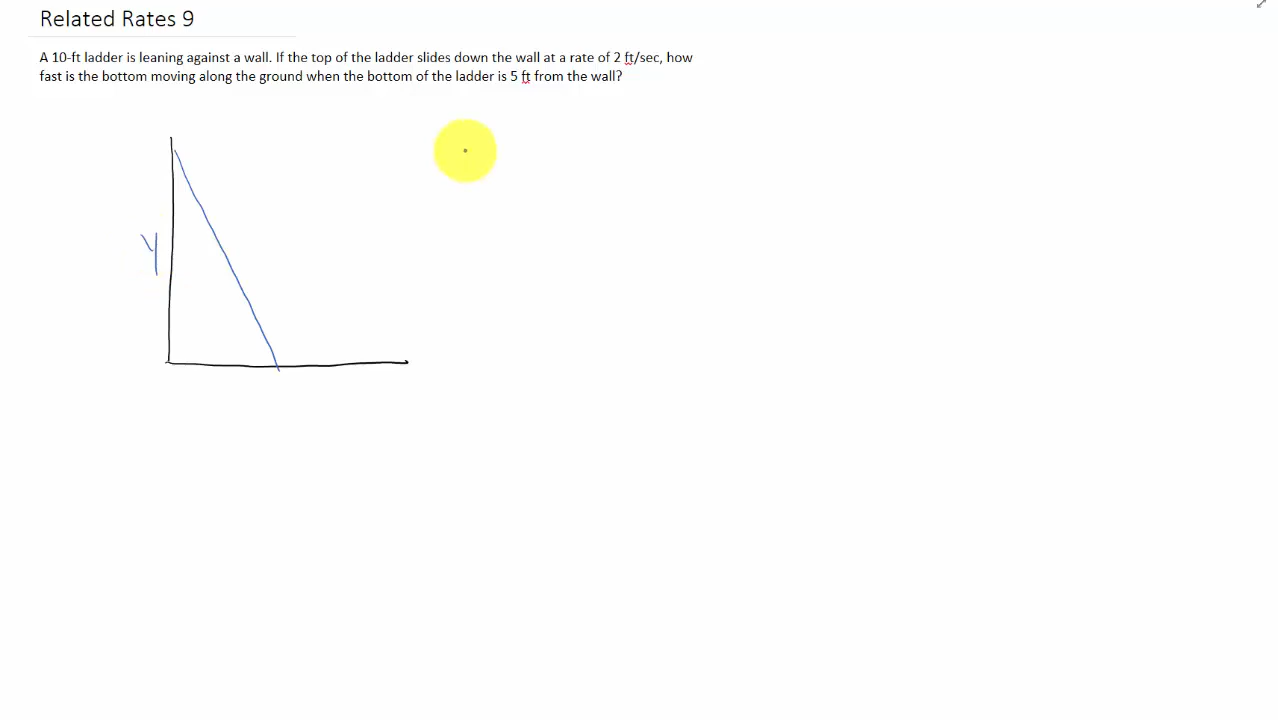 Related Rates 9
A 10-ft ladder is leaning against a wall. If the top of the ladder slides down the wall at a rate of 2 ft/sec, how
fast is the bottom moving along the ground when the bottom of the ladder is 5 ft from the wall?
y